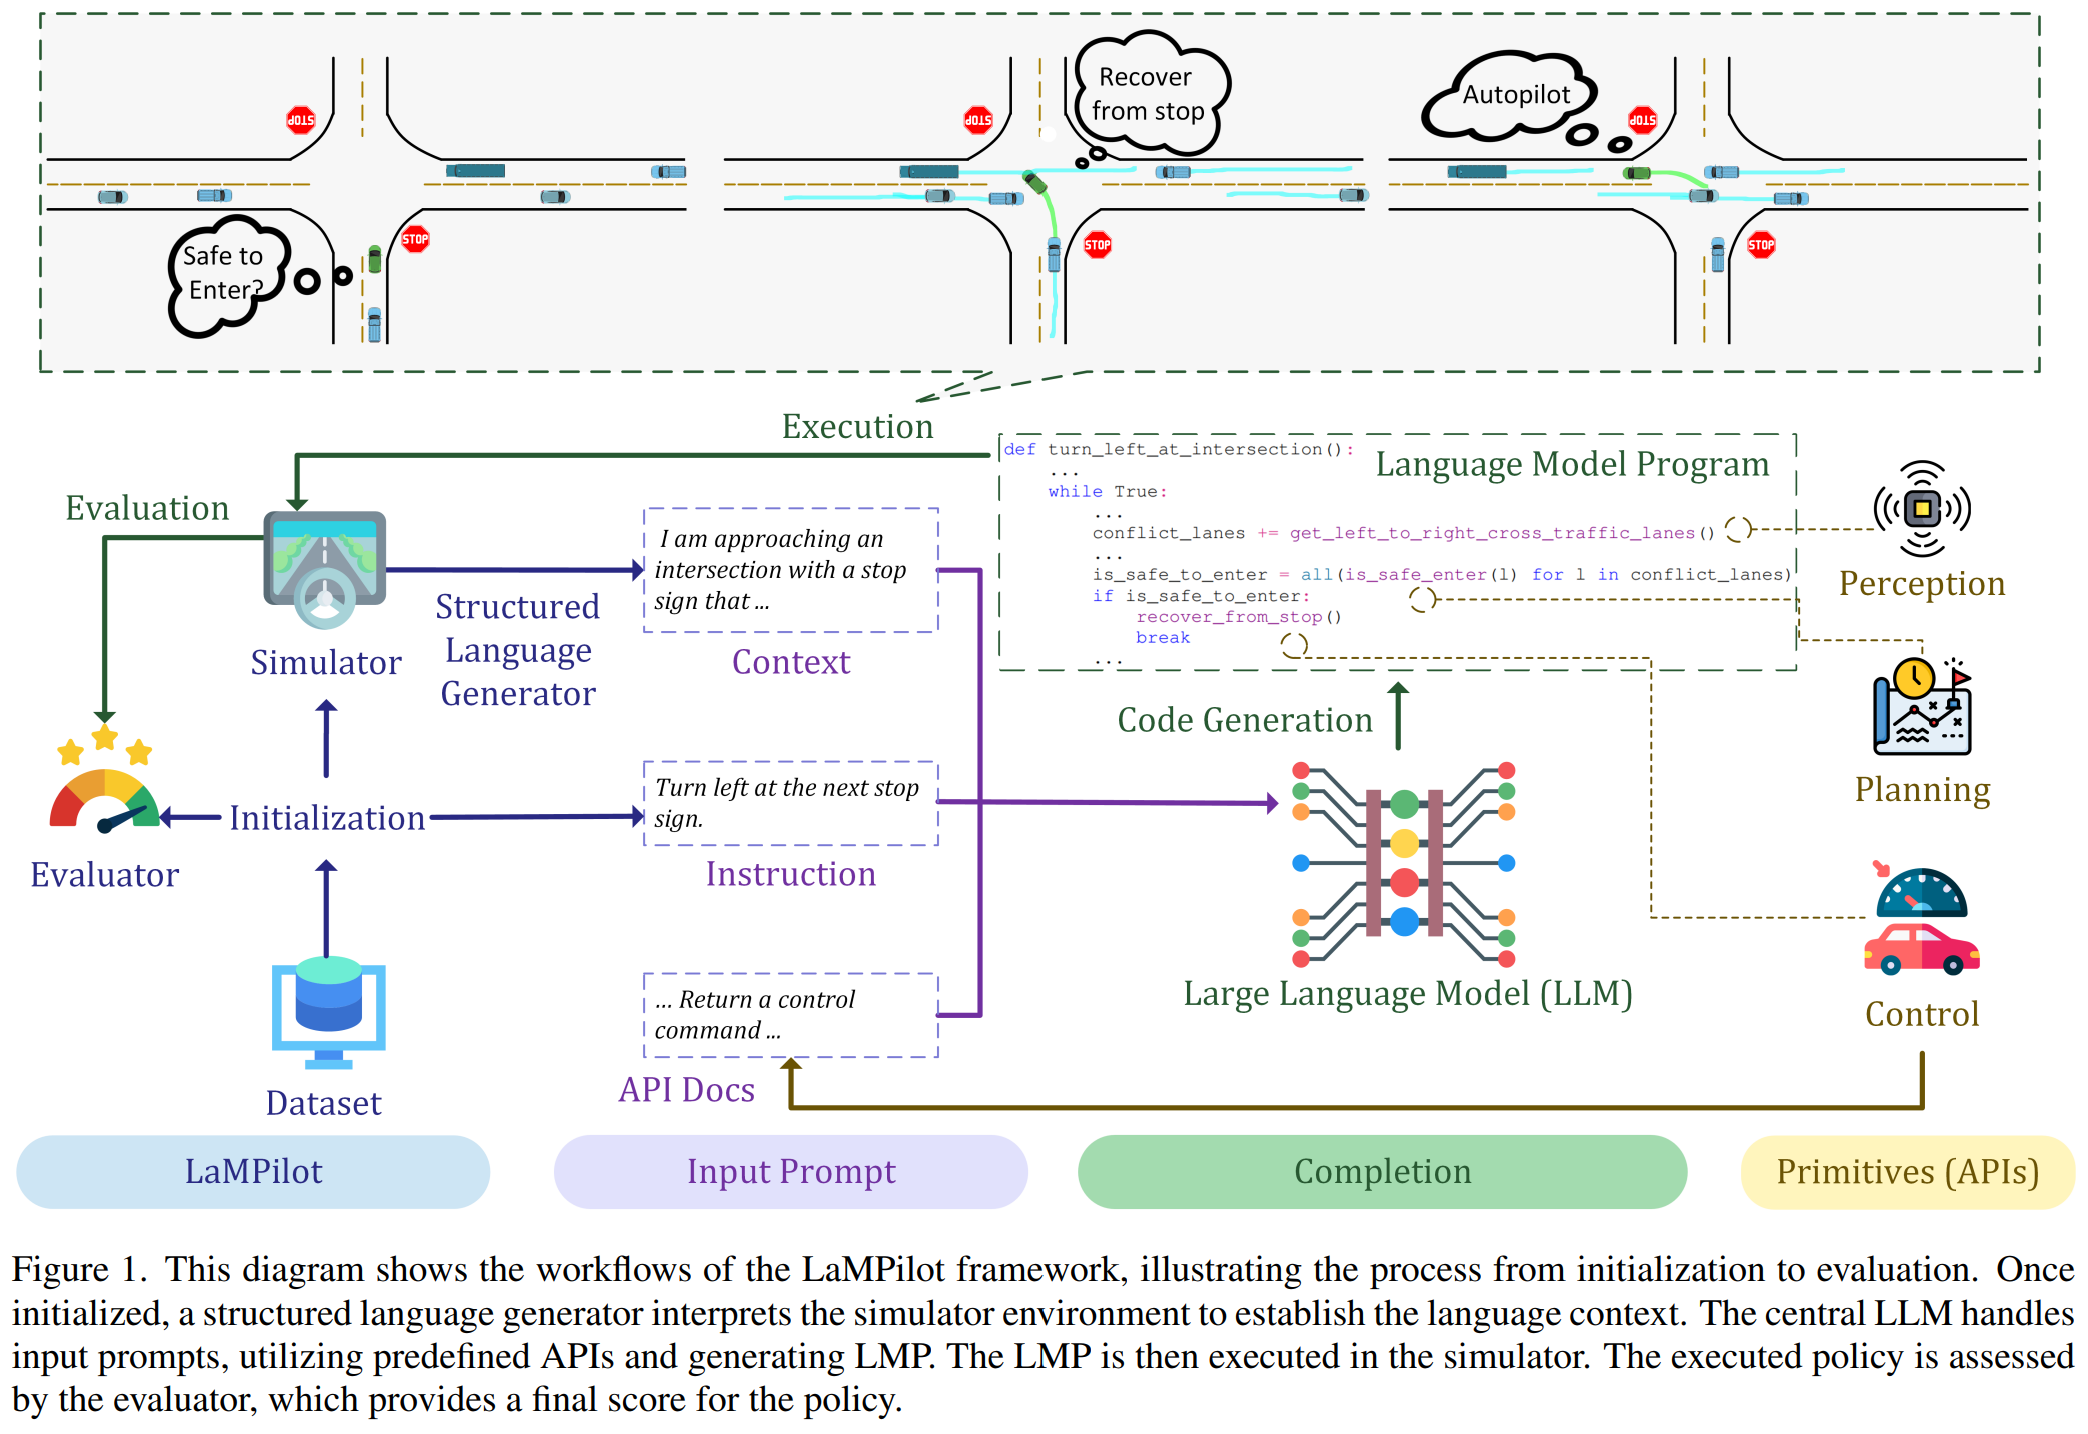 Safe to
Enter?
STOP
STOP
Recover
from stop
STOP
STOP
Autopilot
STOP
STOP
Execution
Evaluation
def turn_left_at_intersection():
...
while True:
...
conflict_lanes += get_left_to_right_cross_traffic_lanes()
...
is_safe_to_enter = all(is_safe_enter(l) for l in conflict_lanes)
if is_safe_to_enter:
recover_from_stop()
break
...
Language Model Program
Perception
Planning
Control
Simulator
Structured
Language
Generator
I am approaching an
intersection with a stop
sign that ...
Context
Code Generation
Initialization
Turn left at the next stop
sign.
Instruction
Evaluator
Large Language Model (LLM)
... Return a control
command ...
API Docs
Dataset
LaMPilot
Input Prompt
Completion
Primitives (APIs)
Figure 1. This diagram shows the workflows of the LaMPilot framework, illustrating the process from initialization to evaluation. Once
initialized, a structured language generator interprets the simulator environment to establish the language context. The central LLM handles
input prompts, utilizing predefined APIs and generating LMP. The LMP is then executed in the simulator. The executed policy is assessed
by the evaluator, which provides a final score for the policy.